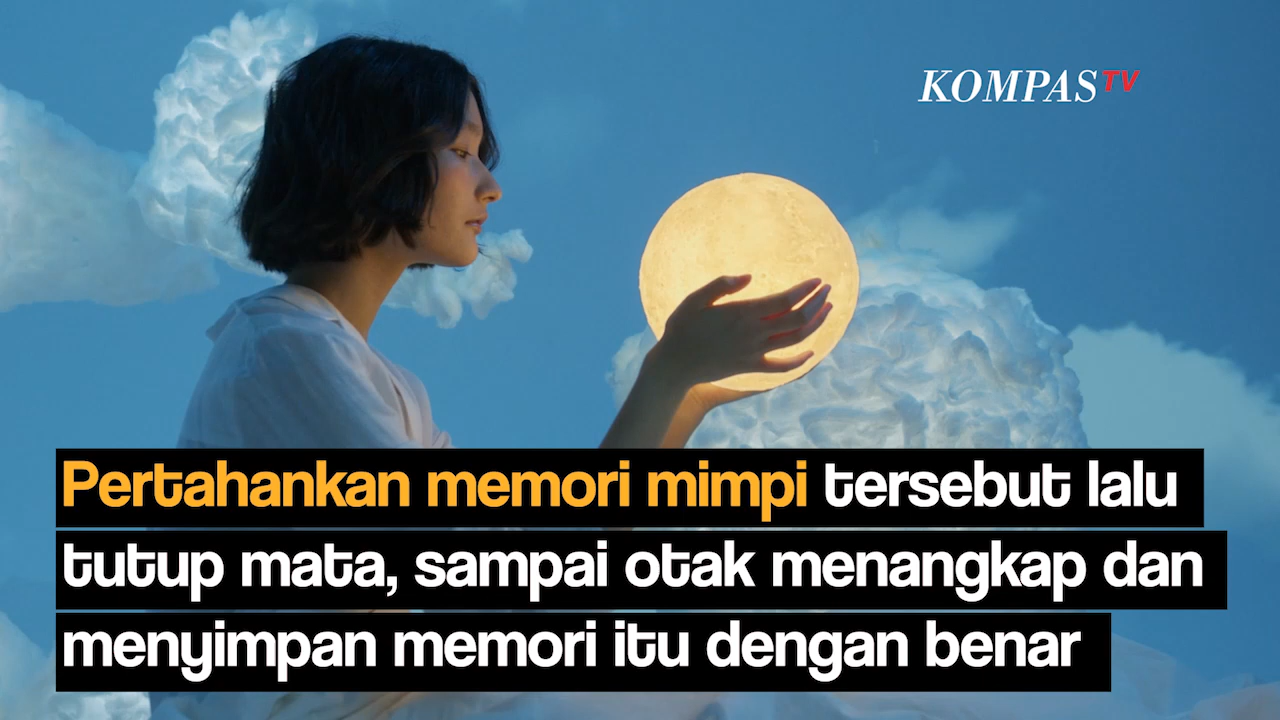 KOMPAS TV
Pertahankan memori mimpi tersebut lalu
tutup mata, sampai otak menangkap dan
menyimpan memori itu dengan benar